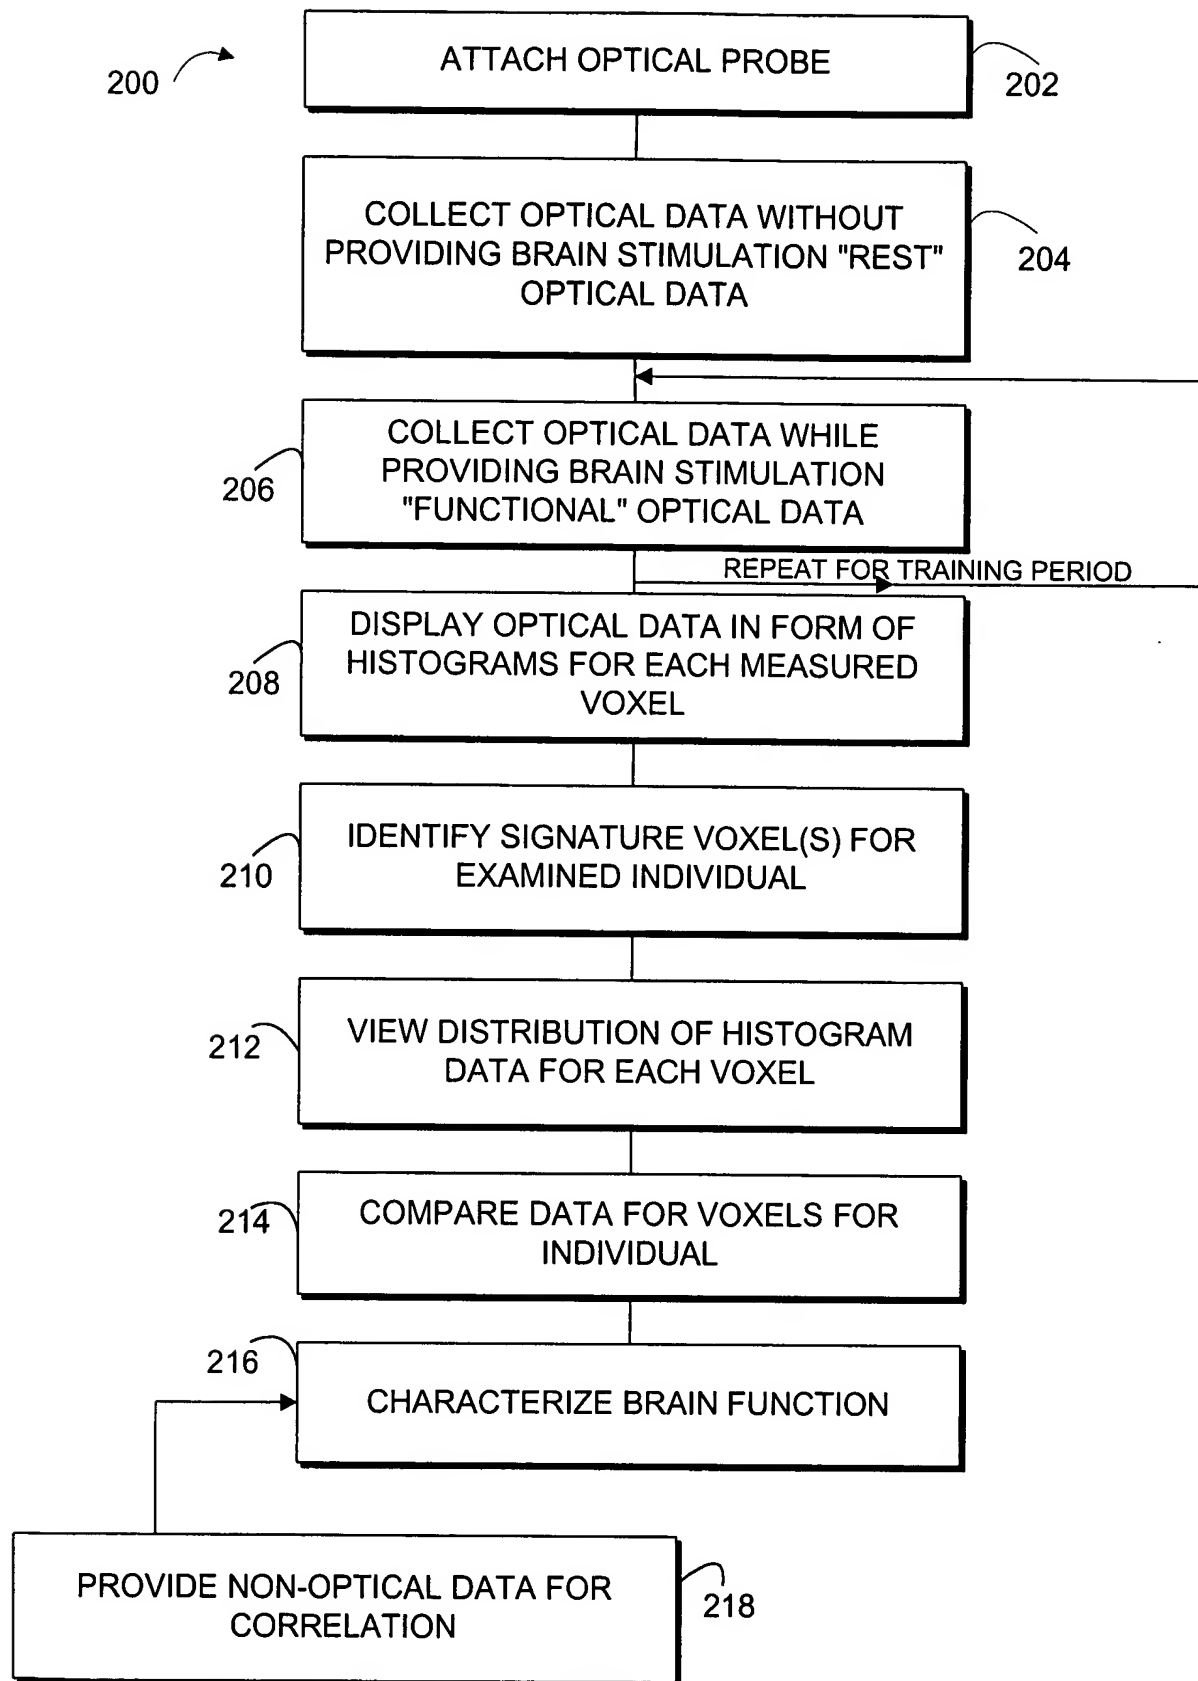 200
ATTACH OPTICAL PROBE
202
COLLECT OPTICAL DATA WITHOUT
PROVIDING BRAIN STIMULATION "REST"
OPTICAL DATA
204
COLLECT OPTICAL DATA WHILE
PROVIDING BRAIN STIMULATION
"FUNCTIONAL" OPTICAL DATA
206
REPEAT FOR TRAINING PERIOD
DISPLAY OPTICAL DATA IN FORM OF
HISTOGRAMS FOR EACH MEASURED
VOXEL
208
IDENTIFY SIGNATURE VOXEL(S) FOR
EXAMINED INDIVIDUAL
210
VIEW DISTRIBUTION OF HISTOGRAM
DATA FOR EACH VOXEL
212
COMPARE DATA FOR VOXELS FOR
INDIVIDUAL
214
216
CHARACTERIZE BRAIN FUNCTION
PROVIDE NON-OPTICAL DATA FOR
CORRELATION
218